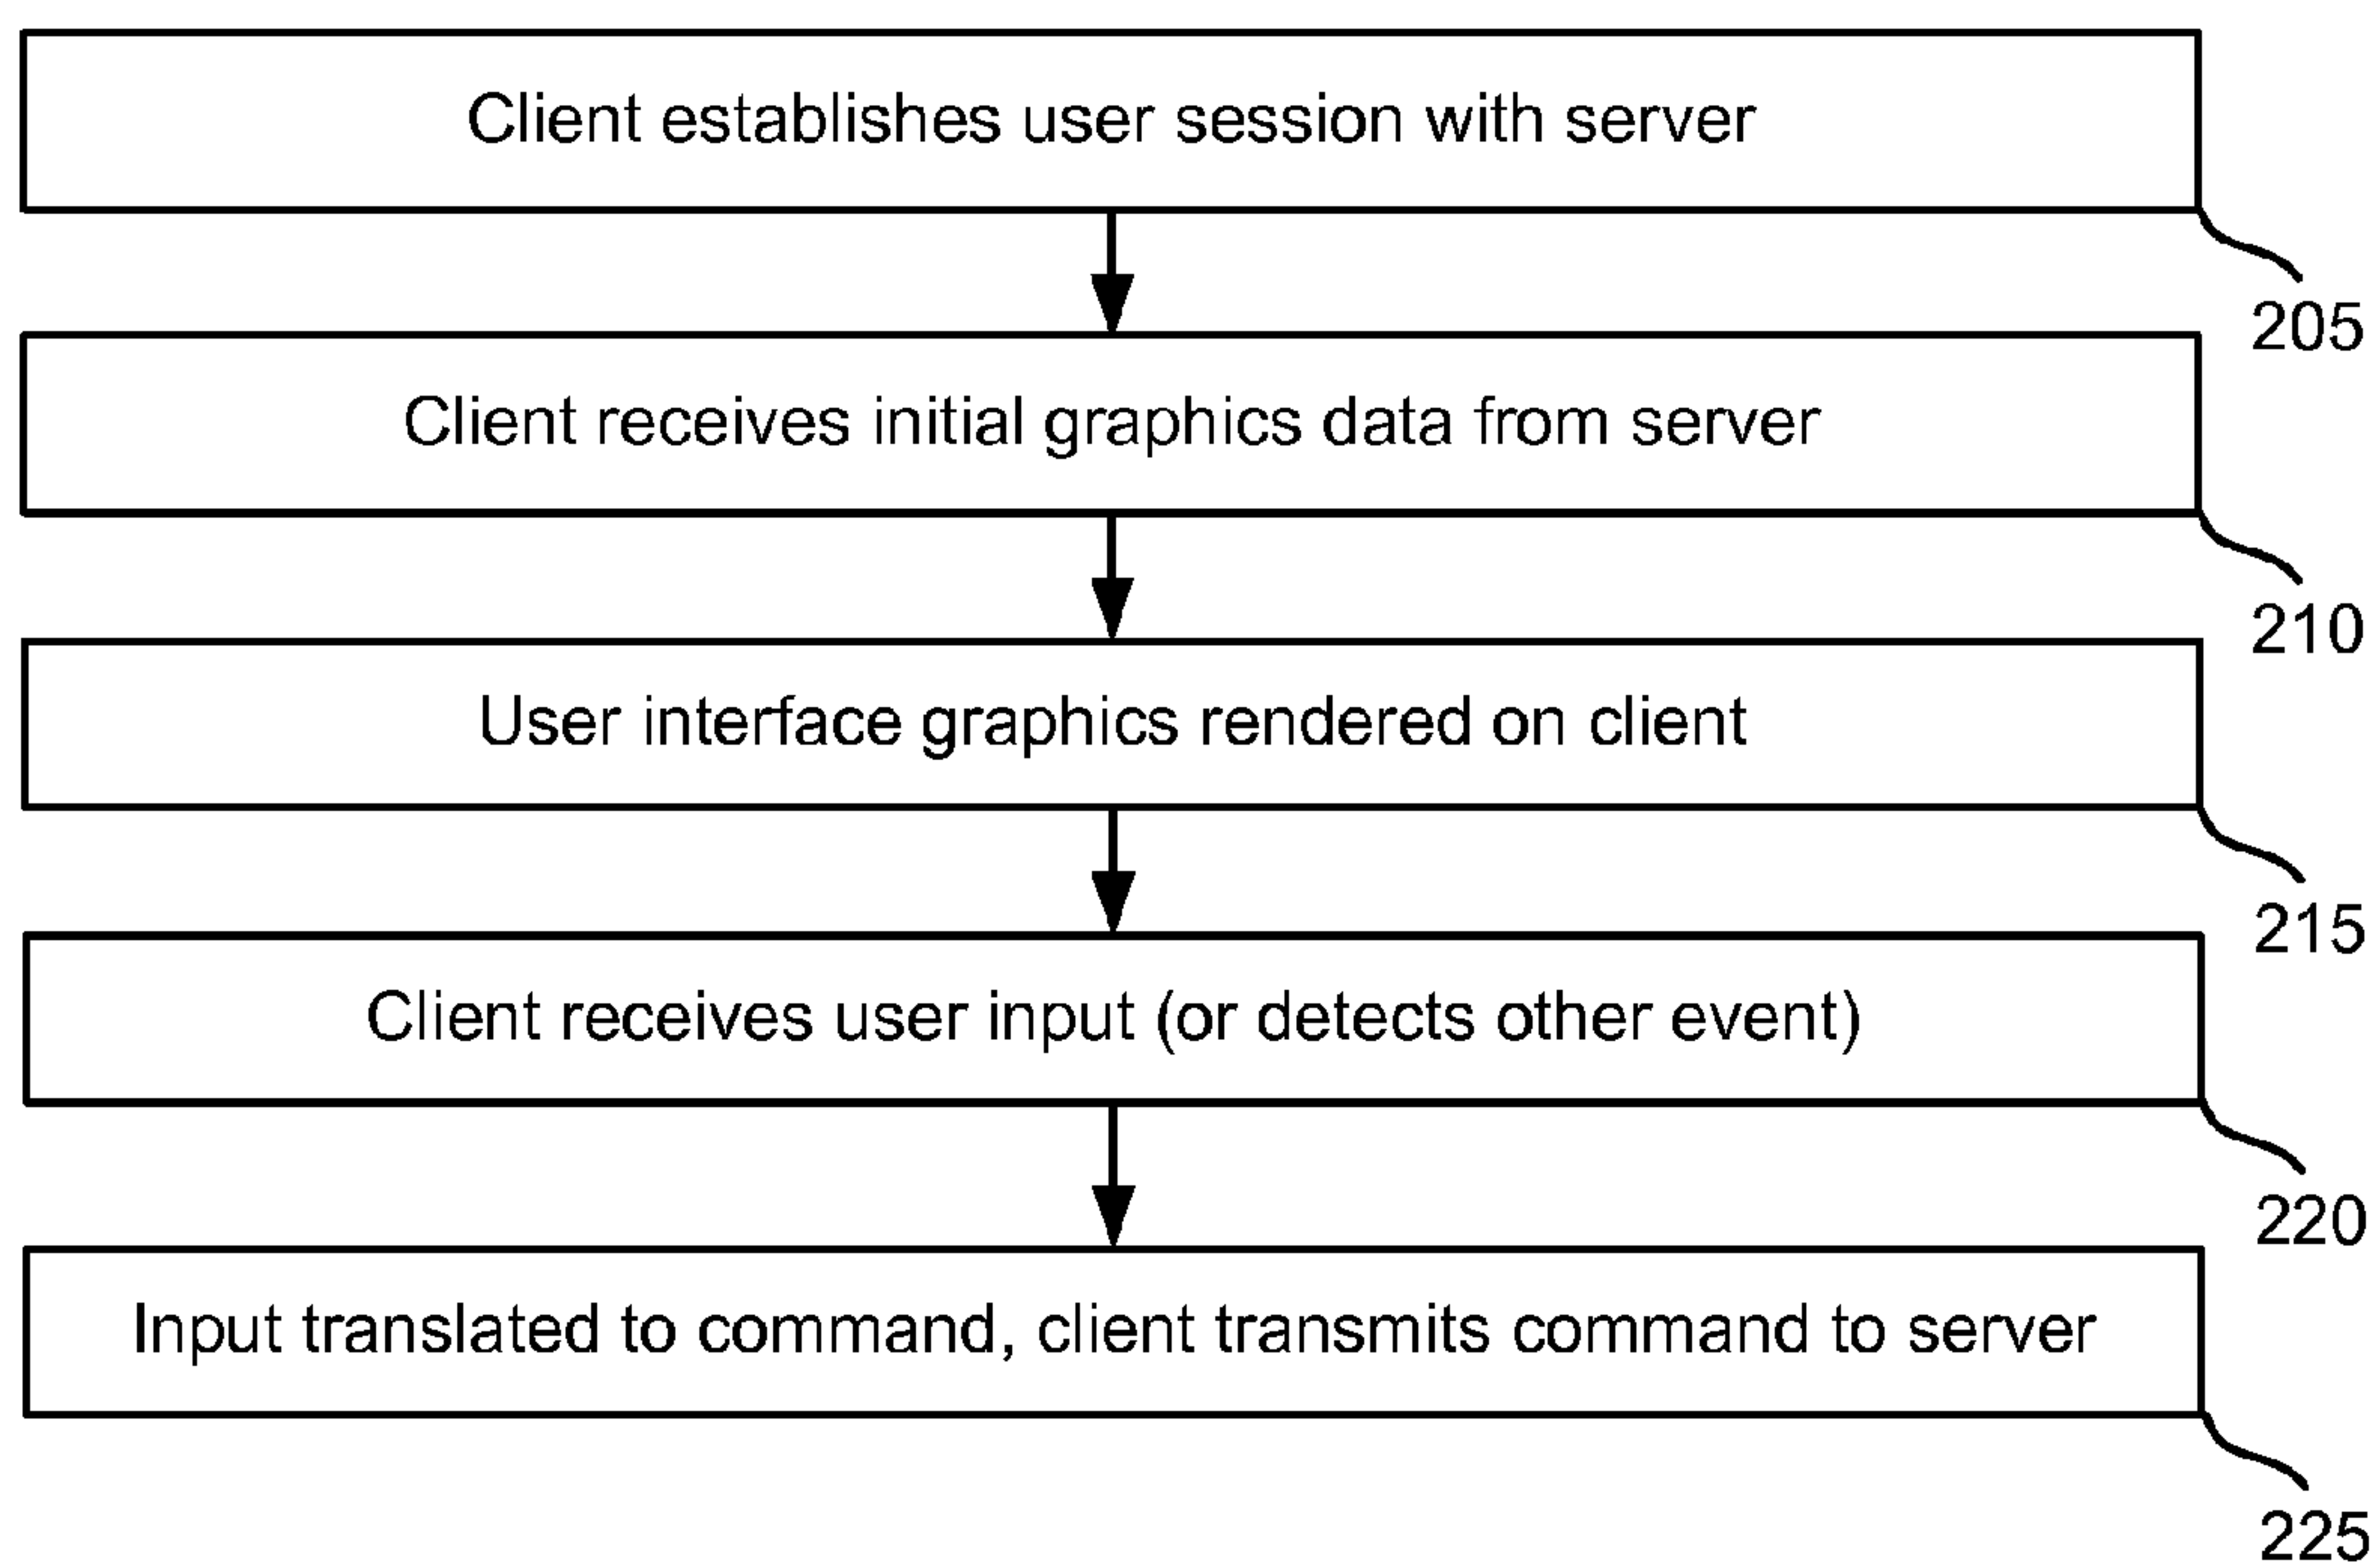 Client establishes user session with server
205
Client receives initial graphics data from server
210
User interface graphics rendered on client
215
Client receives user input (or detects other event)
220
Input translated to command, client transmits command to server
225